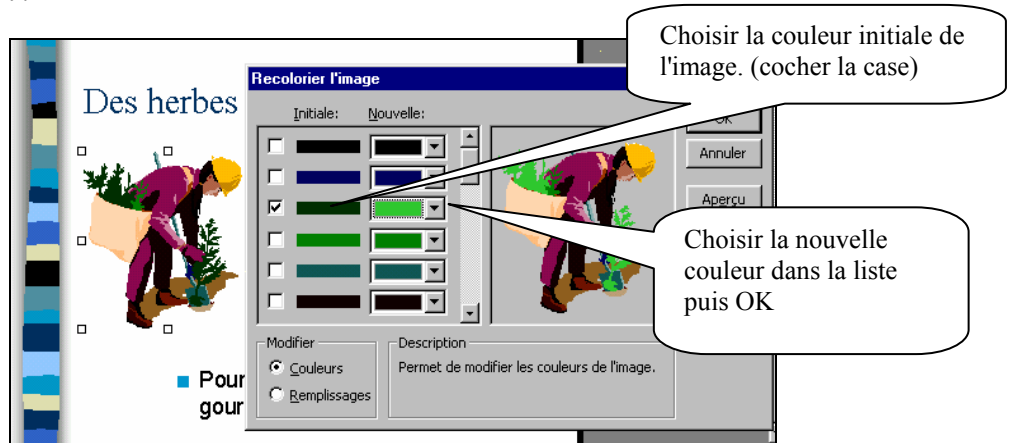 Choisir la couleur initiale de
l'image. (cocher la case)
Recolorier l'image
Des herbes
Initiale: Nouvelle:
OK
Annuler
Aperçu
Choisir la nouvelle
couleur dans la liste
puis OK
Modifier
Couleurs
Remplissages
Description
Permet de modifier les couleurs de l'image.
Pour
gour